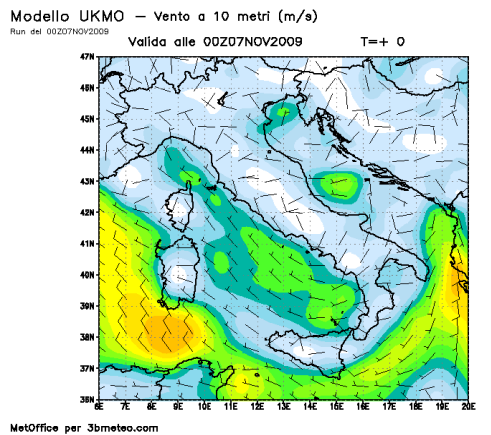 Modello UKMO - Vento a 10 metri (m/s)
Run del 00Z07NOV2009
Valida alle 00Z07NOV2009 T=+ 0
47N
46N
45N
44N
43N
42N
41N
40N
39N
38N
37N
36N
35N
6E 7E 8E 9E 10E 11E 12E 13E 14E 15E 16E 17E 18E 19E 20E
MetOffice per 3bmeteo.com